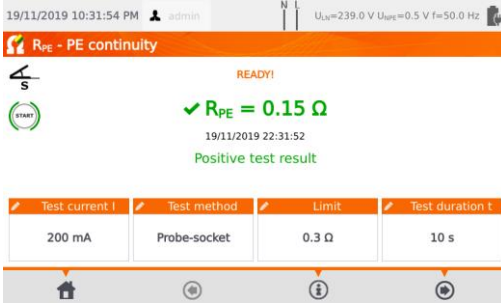 19/11/2019 10:31:54 PM admin N L U_LN=239.0 V U_NPE=0.5 V f=50.0 Hz
R_PE - PE continuity
S
READY!
START
✔ R_PE = 0.15 Ω
19/11/2019 22:31:52
Positive test result
Test current I Test method Limit Test duration t
200 mA Probe-socket 0.3 Ω 10 s